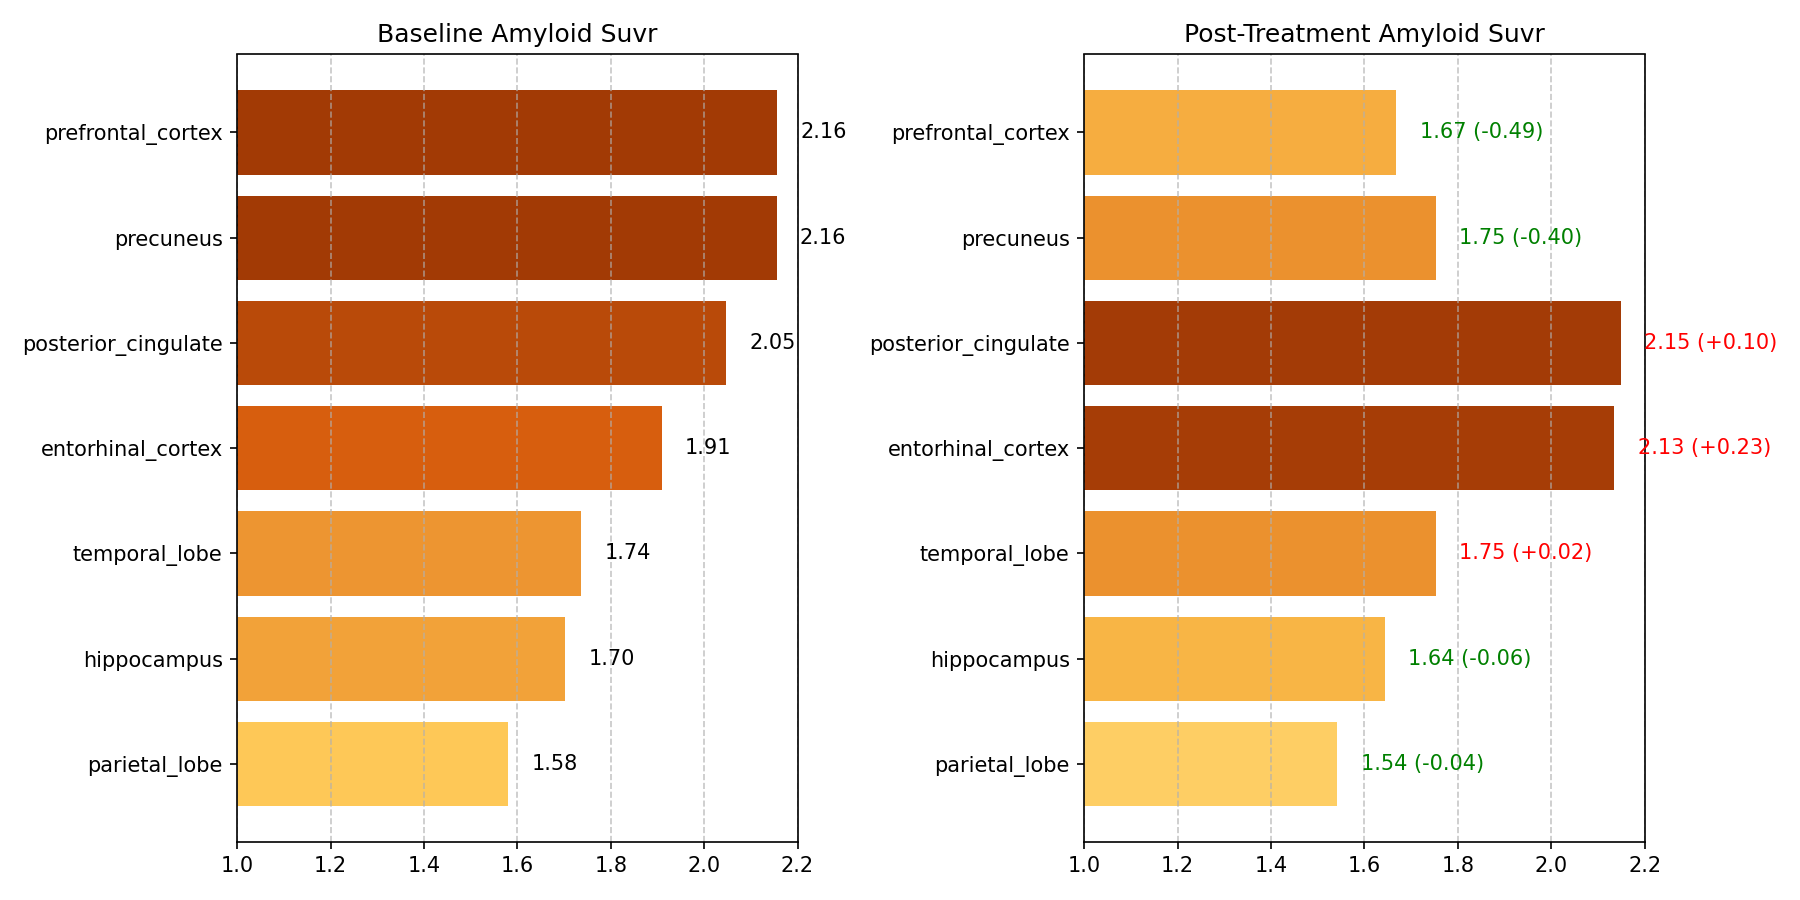 Baseline Amyloid Suvr
prefrontal_cortex 2.16
precuneus 2.16
posterior_cingulate 2.05
entorhinal_cortex 1.91
temporal_lobe 1.74
hippocampus 1.70
parietal_lobe 1.58
1.0 1.2 1.4 1.6 1.8 2.0 2.2
Post-Treatment Amyloid Suvr
prefrontal_cortex 1.67 (-0.49)
precuneus 1.75 (-0.40)
posterior_cingulate 2.15 (+0.10)
entorhinal_cortex 2.13 (+0.23)
temporal_lobe 1.75 (+0.02)
hippocampus 1.64 (-0.06)
parietal_lobe 1.54 (-0.04)
1.0 1.2 1.4 1.6 1.8 2.0 2.2